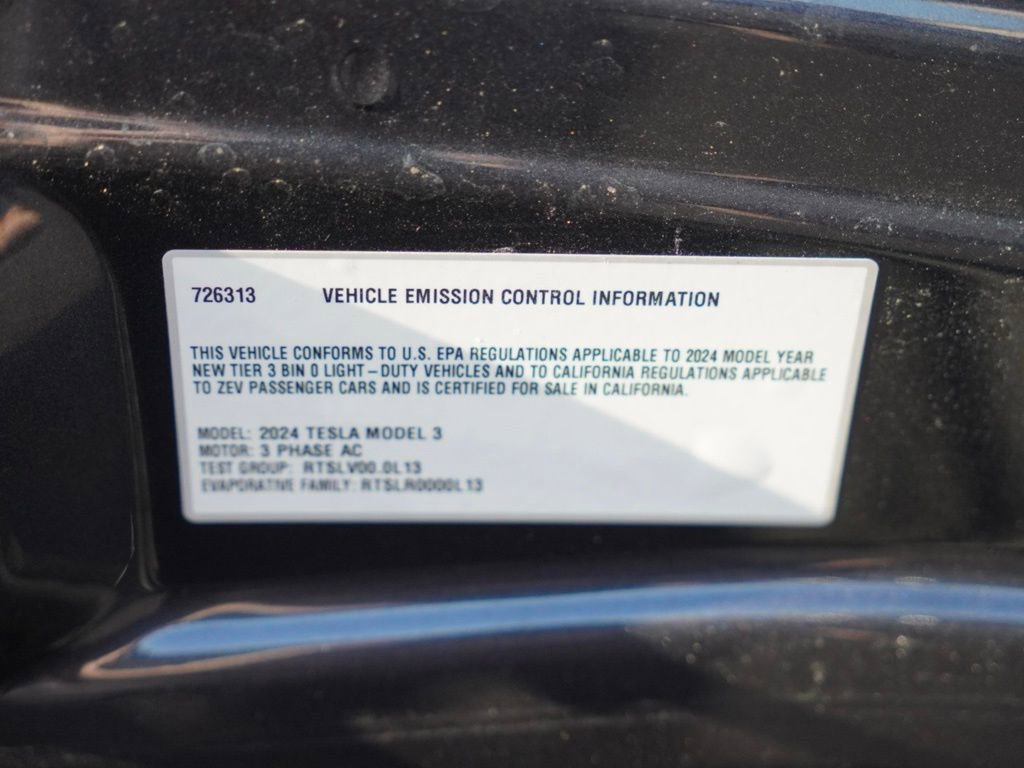 726313 VEHICLE EMISSION CONTROL INFORMATION
THIS VEHICLE CONFORMS TO U.S. EPA REGULATIONS APPLICABLE TO 2024 MODEL YEAR
NEW TIER 3 BIN 0 LIGHT-DUTY VEHICLES AND TO CALIFORNIA REGULATIONS APPLICABLE
TO ZEV PASSENGER CARS AND IS CERTIFIED FOR SALE IN CALIFORNIA.
MODEL: 2024 TESLA MODEL 3
MOTOR: 3 PHASE AC
TEST GROUP: RTSLV00.0L13
EVAPORATIVE FAMILY: RTSLR0000L13